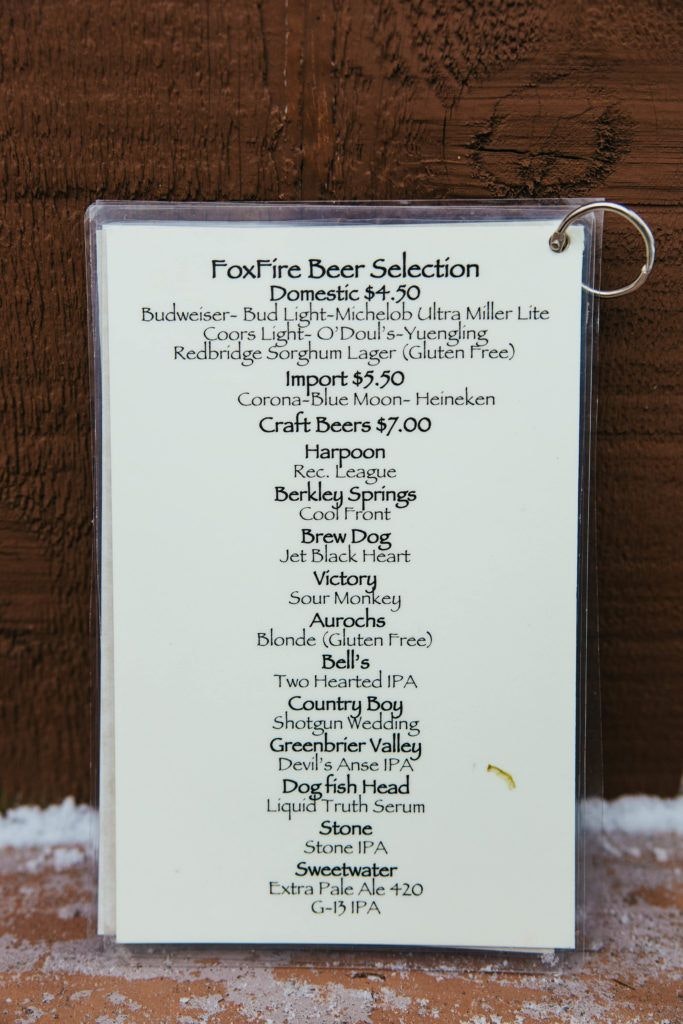 FoxFire Beer Selection
Domestic $4.50
Budweiser- Bud Light-Michelob Ultra Miller Lite
Coors Light- O'Doul's-Yuengling
Redbridge Sorghum Lager (Gluten Free)
Import $5.50
Corona-Blue Moon- Heineken
Craft Beers $7.00
Harpoon
Rec. League
Berkley Springs
Cool Front
Brew Dog
Jet Black Heart
Victory
Sour Monkey
Aurochs
Blonde (Gluten Free)
Bell's
Two Hearted IPA
Country Boy
Shotgun Wedding
Greenbrier Valley
Devil's Anse IPA
Dogfish Head
Liquid Truth Serum
Stone
Stone IPA
Sweetwater
Extra Pale Ale 420
G-13 IPA